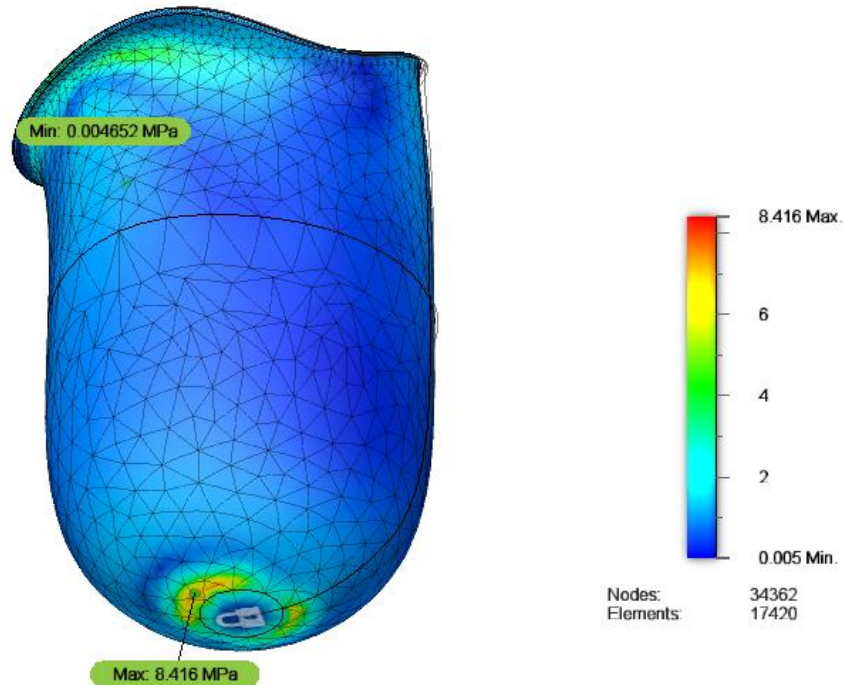 Min: 0.004652 MPa
8.416 Max.
6
4
2
0.005 Min.
Nodes: 34362
Elements: 17420
Max: 8.416 MPa